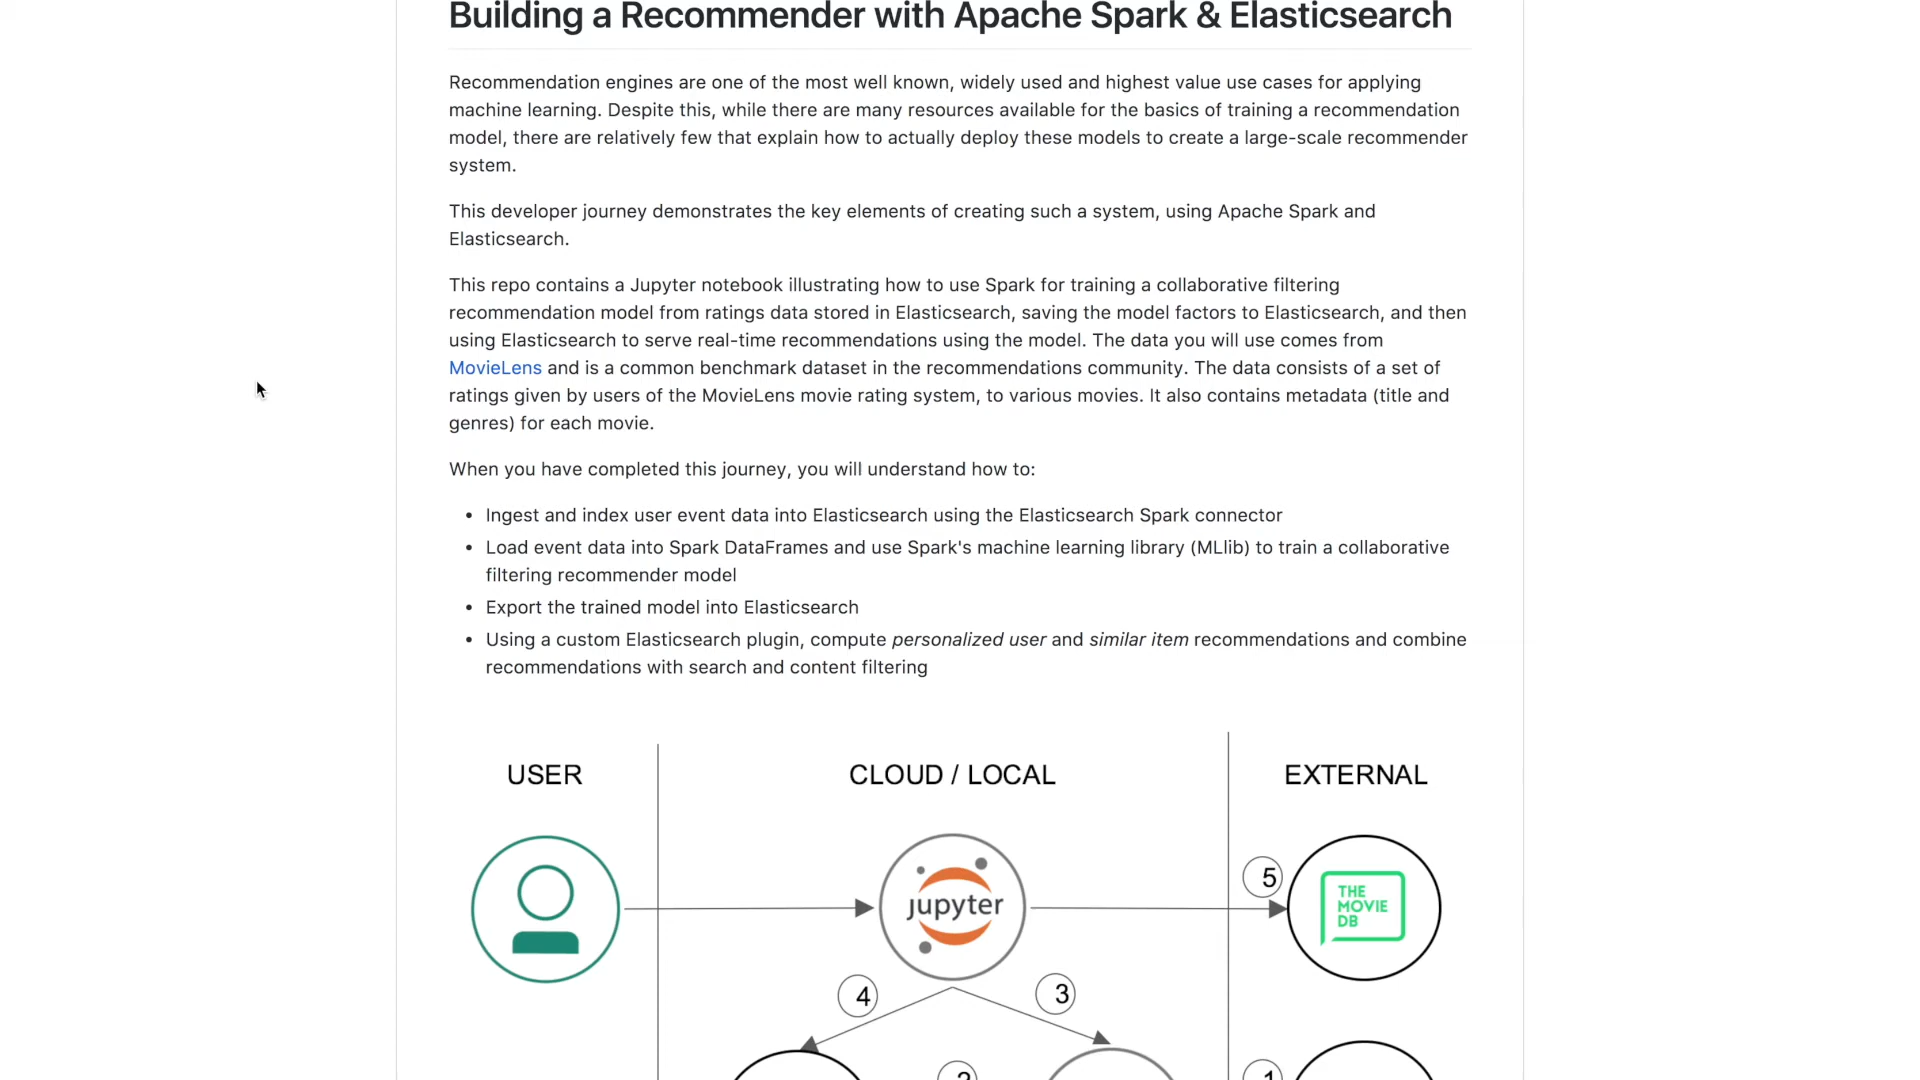 Building a Recommender with Apache Spark & Elasticsearch
Recommendation engines are one of the most well known, widely used and highest value use cases for applying
machine learning. Despite this, while there are many resources available for the basics of training a recommendation
model, there are relatively few that explain how to actually deploy these models to create a large-scale recommender
system.
This developer journey demonstrates the key elements of creating such a system, using Apache Spark and
Elasticsearch.
This repo contains a Jupyter notebook illustrating how to use Spark for training a collaborative filtering
recommendation model from ratings data stored in Elasticsearch, saving the model factors to Elasticsearch, and then
using Elasticsearch to serve real-time recommendations using the model. The data you will use comes from
MovieLens and is a common benchmark dataset in the recommendations community. The data consists of a set of
ratings given by users of the MovieLens movie rating system, to various movies. It also contains metadata (title and
genres) for each movie.
When you have completed this journey, you will understand how to:
• Ingest and index user event data into Elasticsearch using the Elasticsearch Spark connector
• Load event data into Spark DataFrames and use Spark's machine learning library (MLlib) to train a collaborative
filtering recommender model
• Export the trained model into Elasticsearch
• Using a custom Elasticsearch plugin, compute personalized user and similar item recommendations and combine
recommendations with search and content filtering
USER CLOUD / LOCAL EXTERNAL
5
THE
MOVIE
DB
jupyter
4 3
2 1